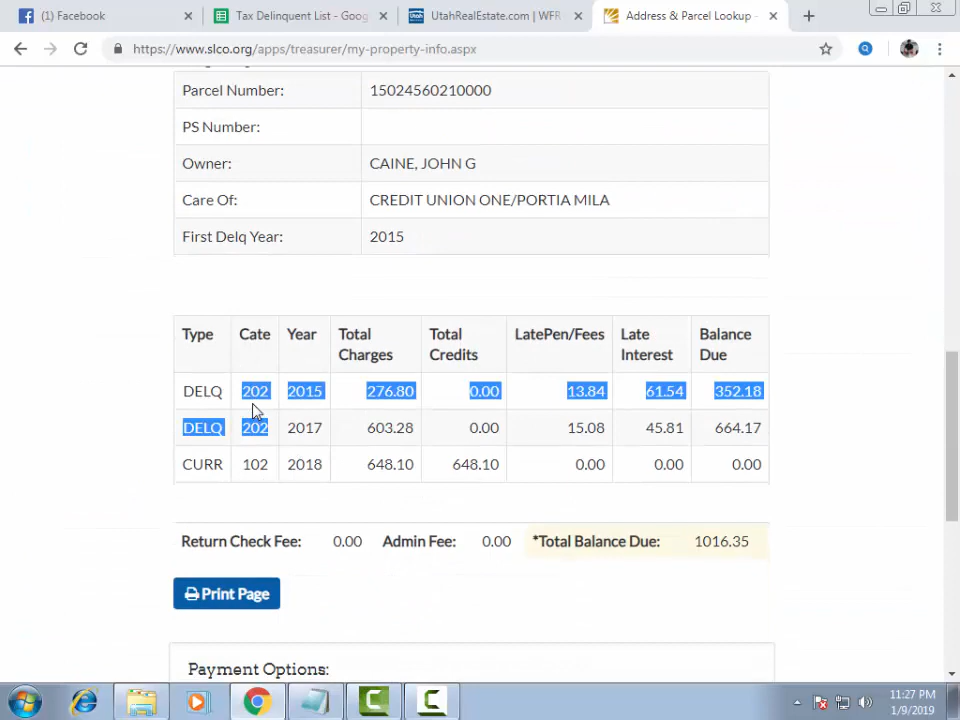 (1) Facebook
Tax Delinquent List - Goog
UtahRealEstate.com | WFR
Address & Parcel Lookup -
https://www.slco.org/apps/treasurer/my-property-info.aspx
Parcel Number: 15024560210000
PS Number:
Owner: CAINE, JOHN G
Care Of: CREDIT UNION ONE/PORTIA MILA
First Delq Year: 2015
Type Cate Year Total Charges Total Credits LatePen/Fees Late Interest Balance Due
DELQ 202 2015 276.80 0.00 13.84 61.54 352.18
DELQ 202 2017 603.28 0.00 15.08 45.81 664.17
CURR 102 2018 648.10 648.10 0.00 0.00 0.00
Return Check Fee: 0.00 Admin Fee: 0.00 *Total Balance Due: 1016.35
Print Page
Payment Options:
11:27 PM
1/9/2019